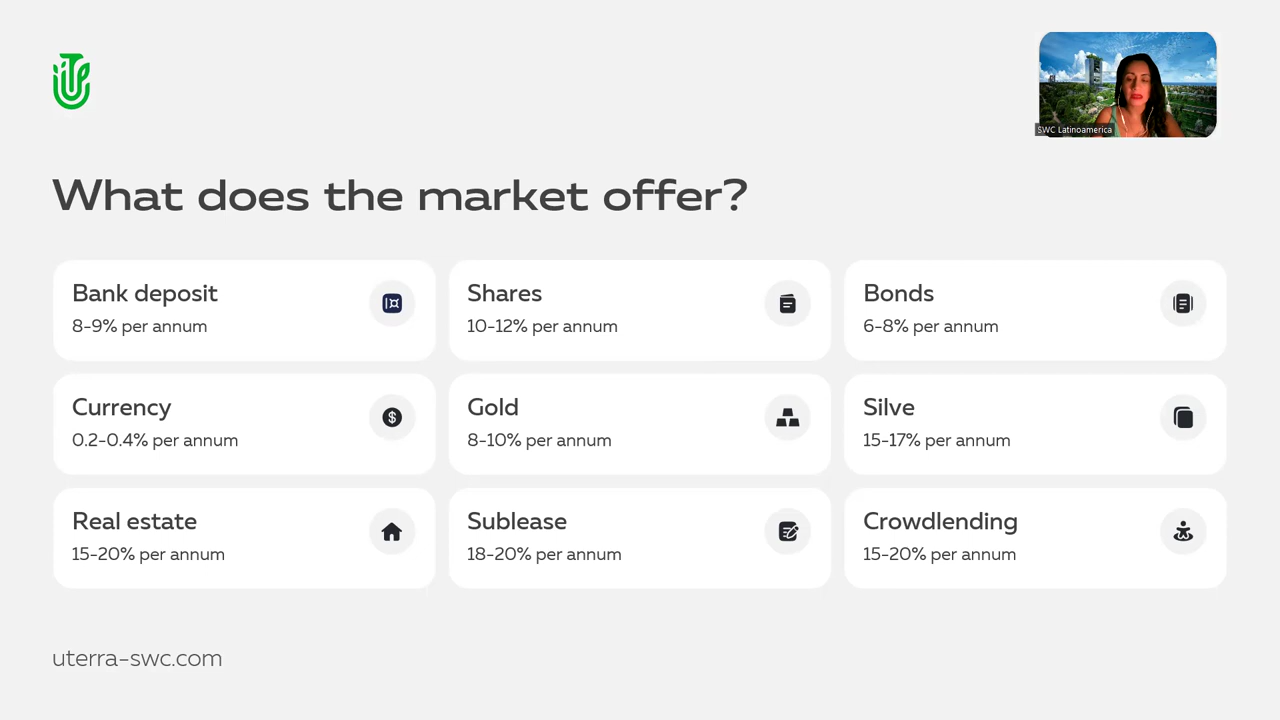 SWC Latinoamerica
What does the market offer?
Bank deposit
8-9% per annum
Shares
10-12% per annum
Bonds
6-8% per annum
Currency
0.2-0.4% per annum
Gold
8-10% per annum
Silve
15-17% per annum
Real estate
15-20% per annum
Sublease
18-20% per annum
Crowdlending
15-20% per annum
uterra-swc.com